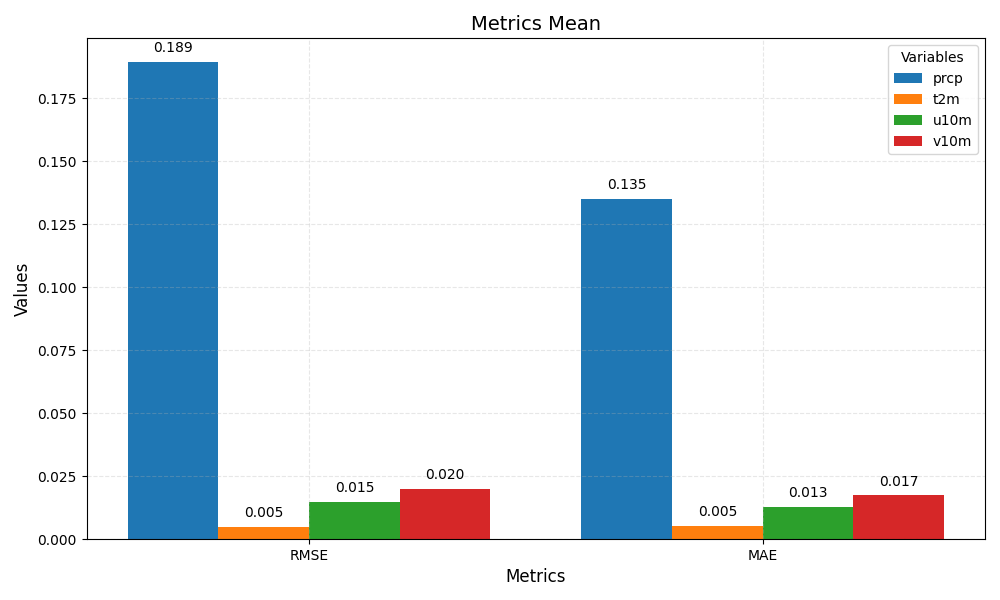 Metrics Mean
Variables
prcp
t2m
u10m
v10m
0.189
0.005
0.015
0.020
0.135
0.005
0.013
0.017
0.175
0.150
0.125
0.100
0.075
0.050
0.025
0.000
Values
RMSE
MAE
Metrics